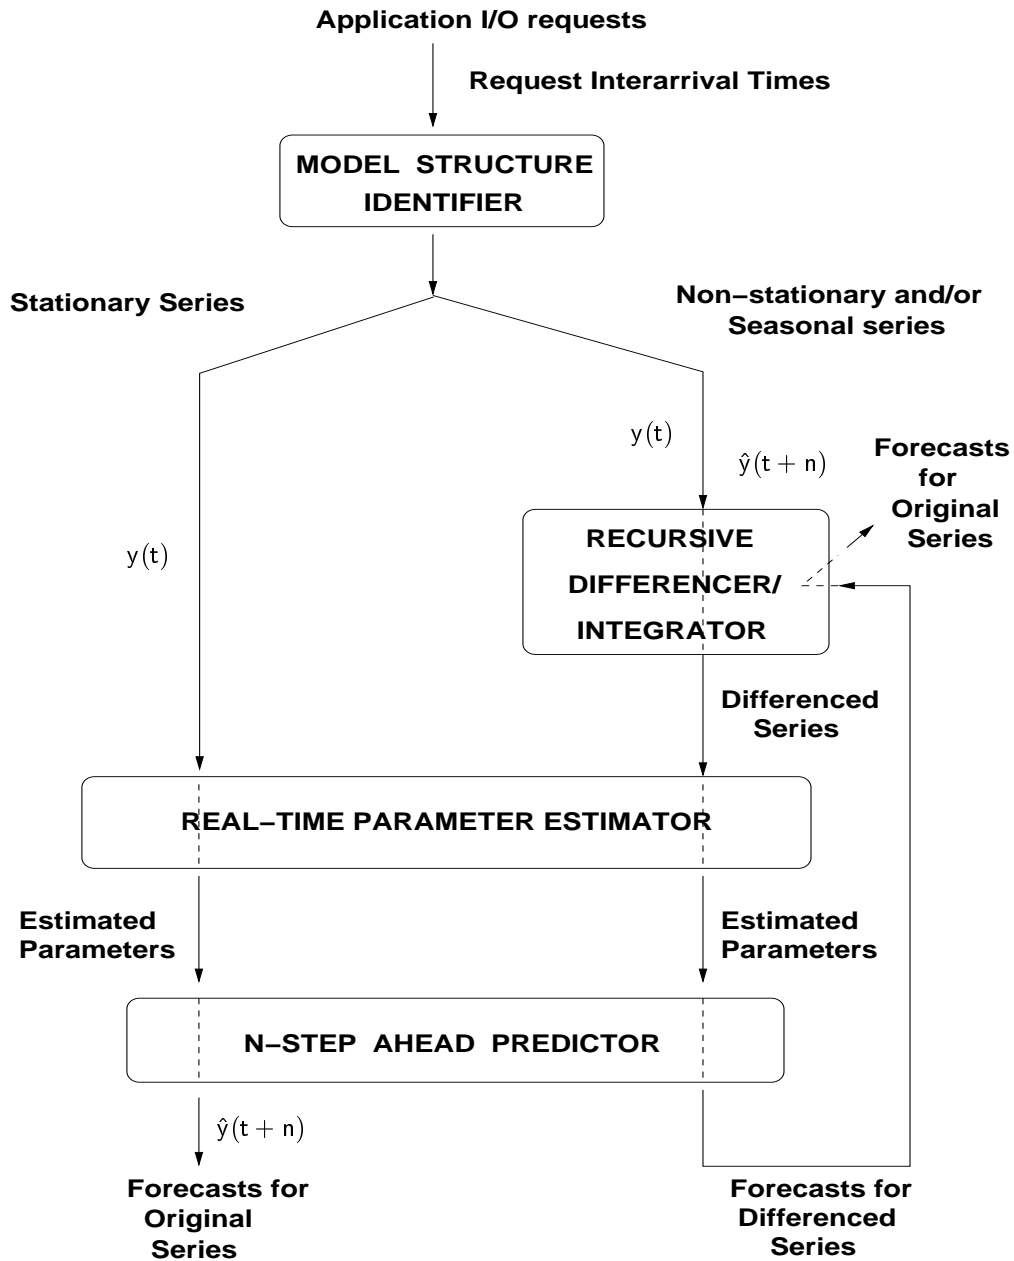 Application I/O requests
Request Interarrival Times
MODEL STRUCTURE
IDENTIFIER
Stationary Series
Non−stationary and/or
Seasonal series
y(t)
ŷ(t + n)
Forecasts
for
Original
Series
y(t)
RECURSIVE
DIFFERENCER/
INTEGRATOR
Differenced
Series
REAL−TIME PARAMETER ESTIMATOR
Estimated
Parameters
Estimated
Parameters
N−STEP AHEAD PREDICTOR
ŷ(t + n)
Forecasts for
Original
Series
Forecasts for
Differenced
Series